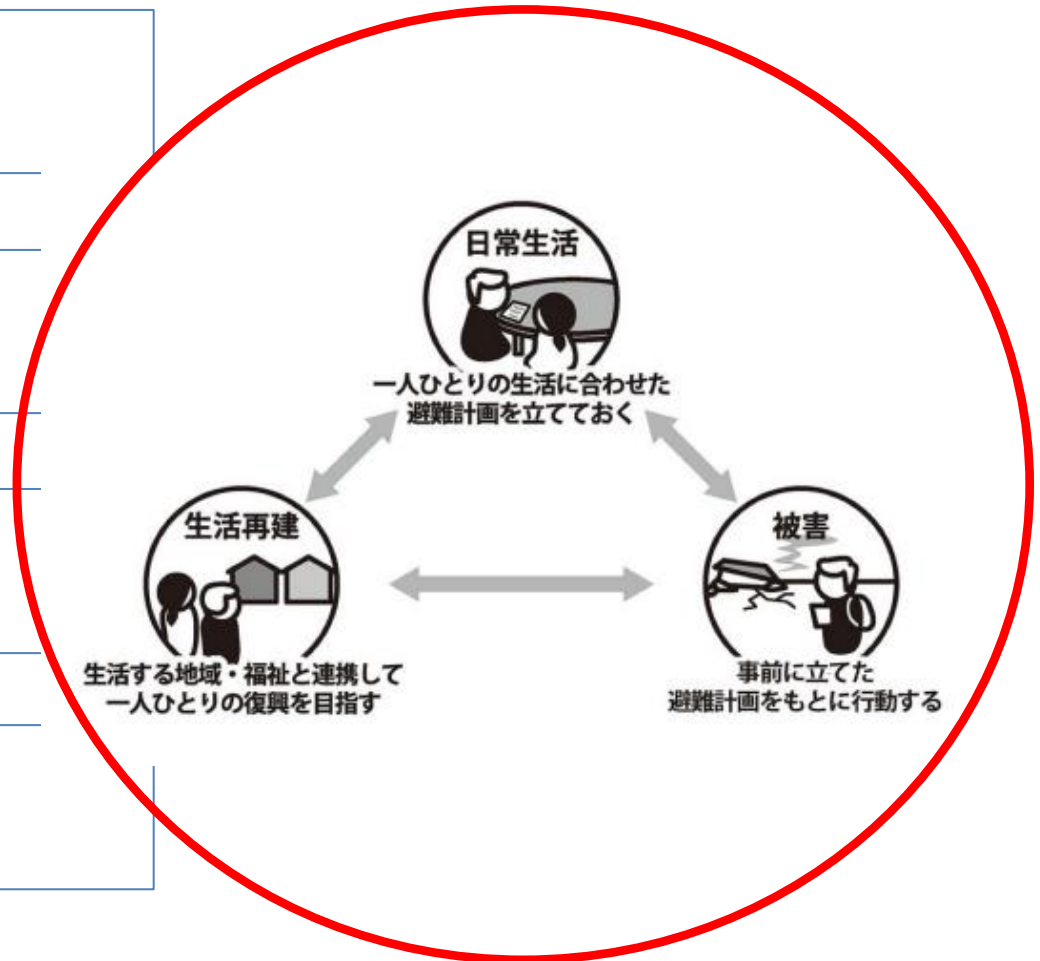 日常生活
一人ひとりの生活に合わせた
避難計画を立てておく
生活再建
生活する地域・福祉と連携して
一人ひとりの復興を目指す
被害
事前に立てた
避難計画をもとに行動する